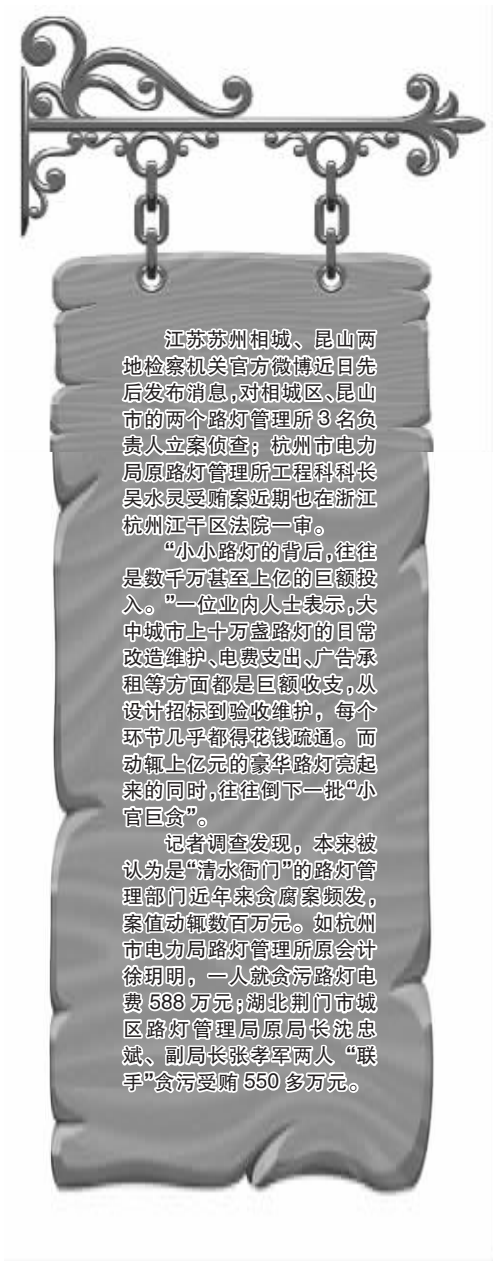 江苏苏州相城、昆山两
地检察机关官方微博近日先
后发布消息,对相城区、昆山
市的两个路灯管理所3名负
责人立案侦查；杭州市电力
局原路灯管理所工程科科长
吴水灵受贿案近期也在浙江
杭州江干区法院一审。
“小小路灯的背后,往往
是数千万甚至上亿的巨额投
入。”一位业内人士表示,大
中城市上十万盏路灯的日常
改造维护、电费支出、广告承
租等方面都是巨额收支,从
设计招标到验收维护，每个
环节几乎都得花钱疏通。而
动辄上亿元的豪华路灯亮起
来的同时,往往倒下一批“小
官巨贪”。
记者调查发现，本来被
认为是“清水衙门”的路灯管
理部门近年来贪腐案频发，
案值动辄数百万元。如杭州
市电力局路灯管理所原会计
徐玥明，一人就贪污路灯电
费588万元;湖北荆门市城
区路灯管理局原局长沈忠
斌、副局长张孝军两人“联
手”贪污受贿550多万元。